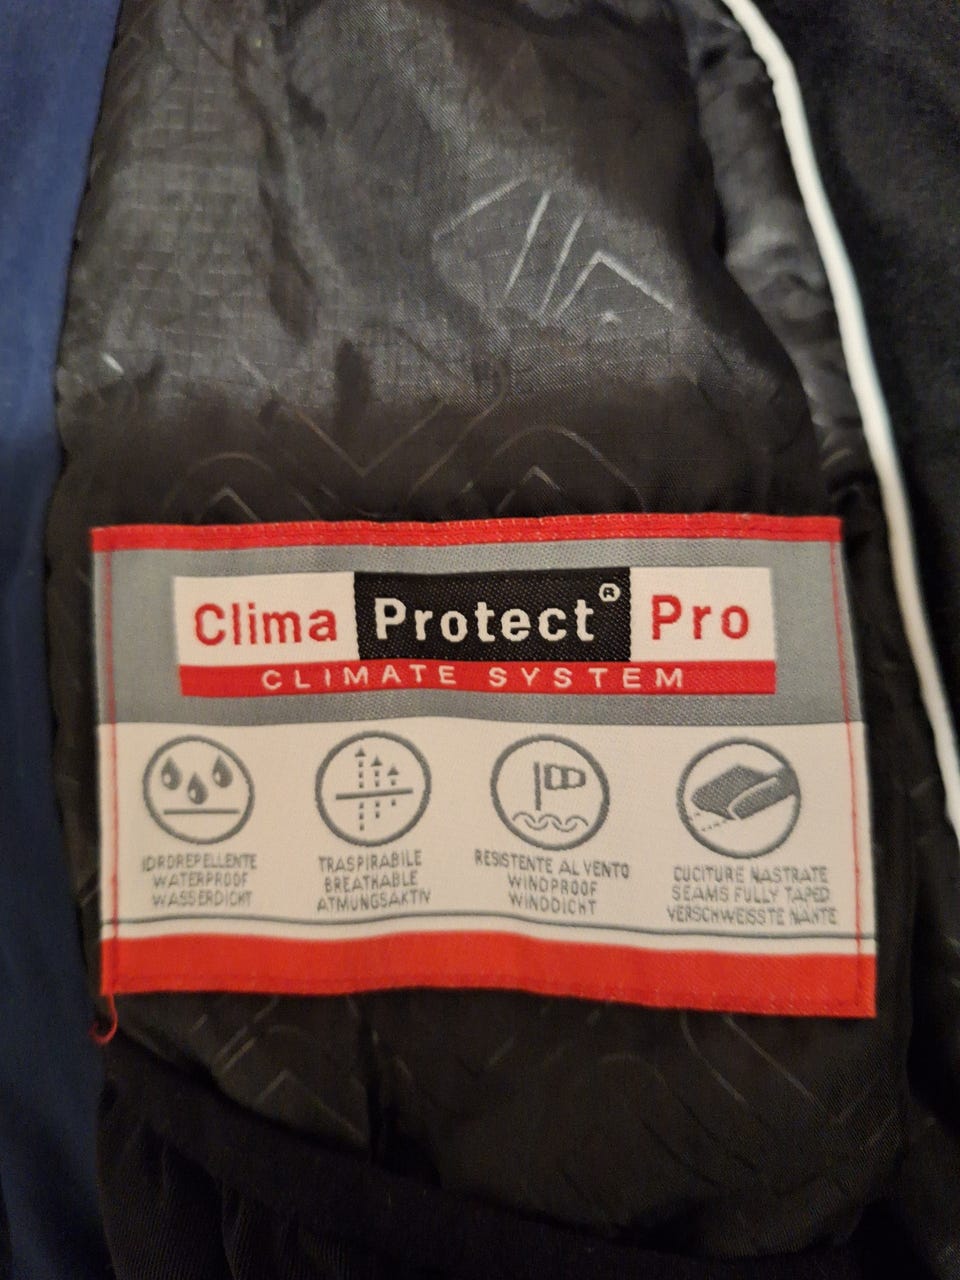 Clima Protect® Pro
CLIMATE SYSTEM
IDROREPELLENTE
WATERPROOF
WASSERDICHT
TRASPIRABILE
BREATHABLE
ATMUNGSAKTIV
RESISTENTE AL VENTO
WINDPROOF
WINDDICHT
CUCITURE NASTRATE
SEAMS FULLY TAPED
VERSCHWEISSTE NÄHTE